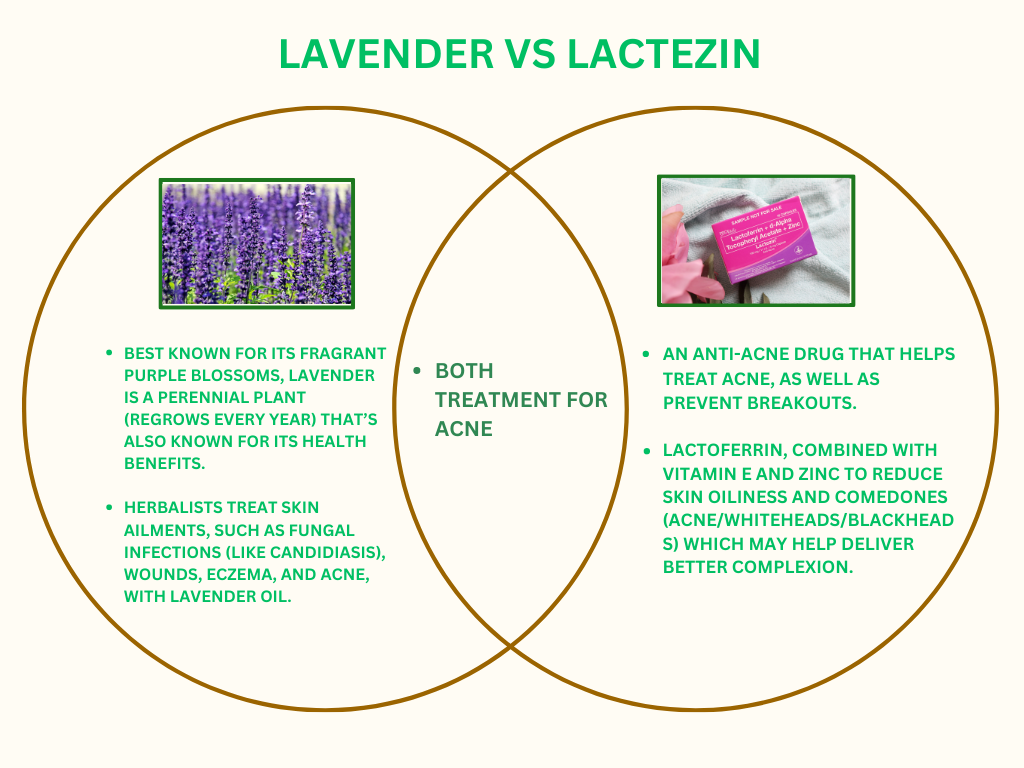 LAVENDER VS LACTEZIN
• BEST KNOWN FOR ITS FRAGRANT
PURPLE BLOSSOMS, LAVENDER
IS A PERENNIAL PLANT
(REGROWS EVERY YEAR) THAT'S
ALSO KNOWN FOR ITS HEALTH
BENEFITS.
• HERBALISTS TREAT SKIN
AILMENTS, SUCH AS FUNGAL
INFECTIONS (LIKE CANDIDIASIS),
WOUNDS, ECZEMA, AND ACNE,
WITH LAVENDER OIL.
• BOTH
TREATMENT FOR
ACNE
SAMPLE NOT FOR SALE
Lactoferrin + d-Alpha
Tocopheryl Acetate + Zinc
Lactezin
• AN ANTI-ACNE DRUG THAT HELPS
TREAT ACNE, AS WELL AS
PREVENT BREAKOUTS.
• LACTOFERRIN, COMBINED WITH
VITAMIN E AND ZINC TO REDUCE
SKIN OILINESS AND COMEDONES
(ACNE/WHITEHEADS/BLACKHEAD
S) WHICH MAY HELP DELIVER
BETTER COMPLEXION.